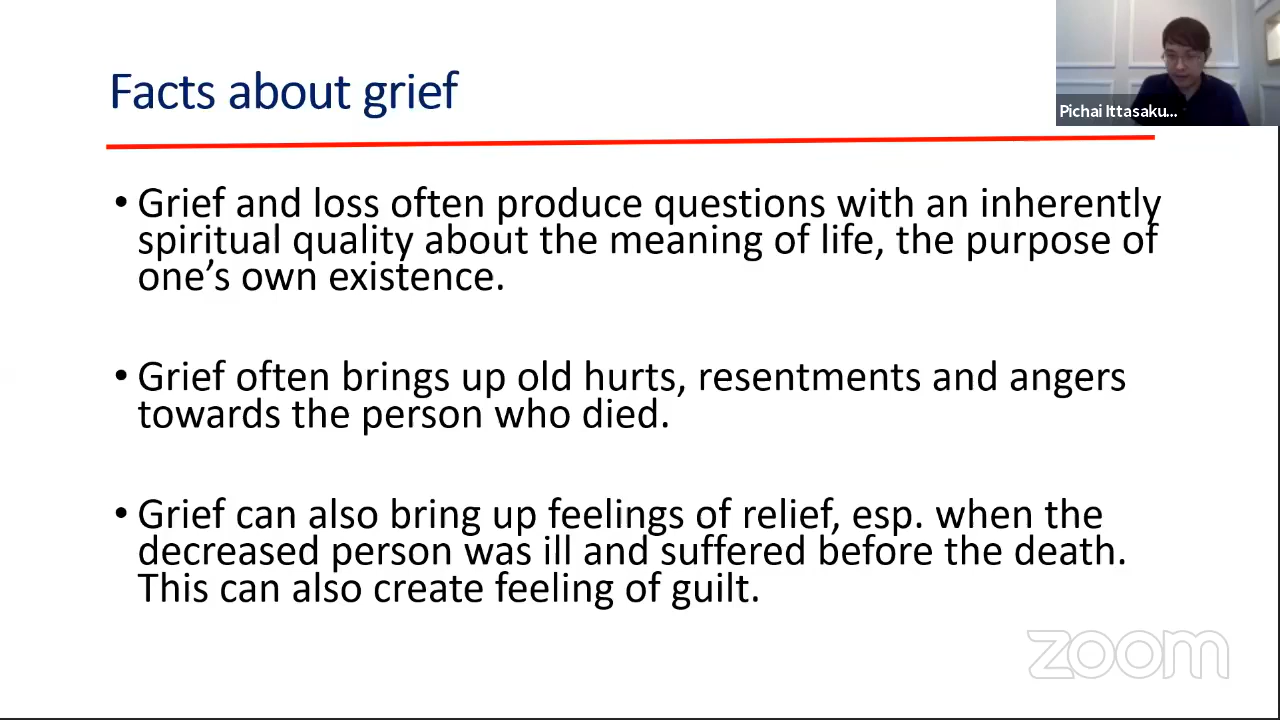 Facts about grief
Pichai Ittasaku...
• Grief and loss often produce questions with an inherently
spiritual quality about the meaning of life, the purpose of
one’s own existence.
• Grief often brings up old hurts, resentments and angers
towards the person who died.
• Grief can also bring up feelings of relief, esp. when the
decreased person was ill and suffered before the death.
This can also create feeling of guilt.
zoom